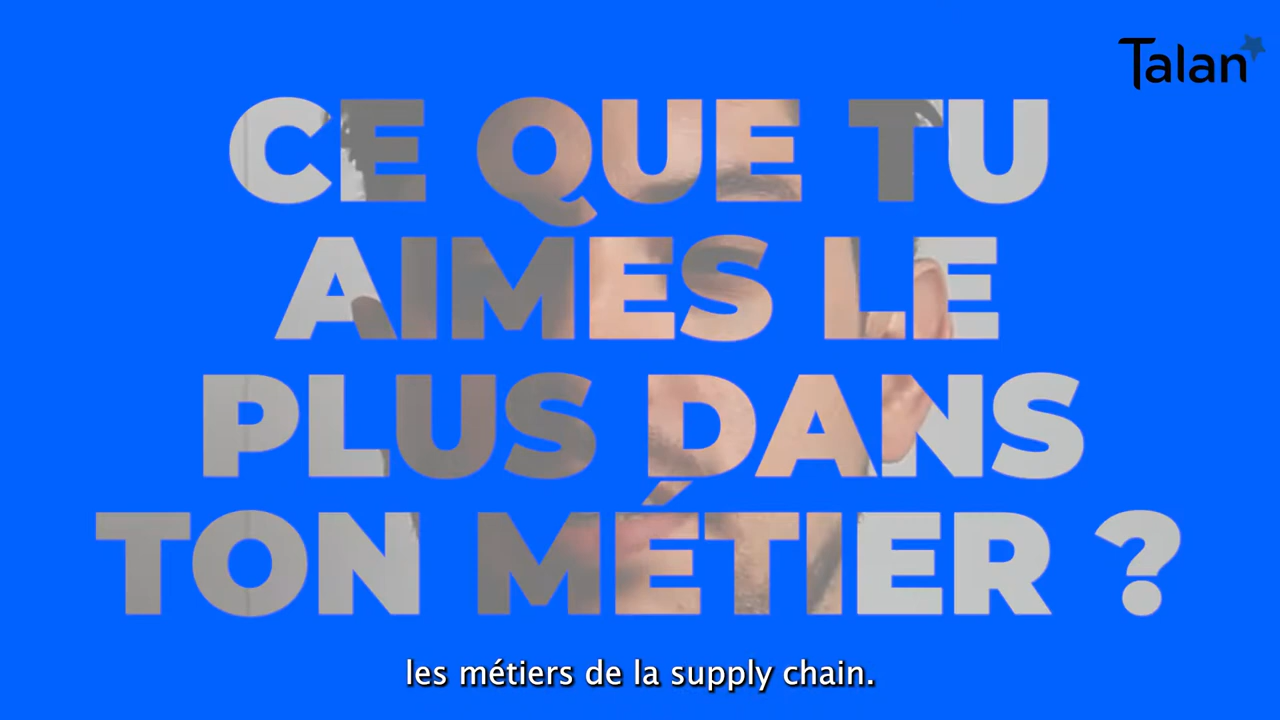 Talan
CE QUE TU
AIMES LE
PLUS DANS
TON MÉTIER ?
les métiers de la supply chain.